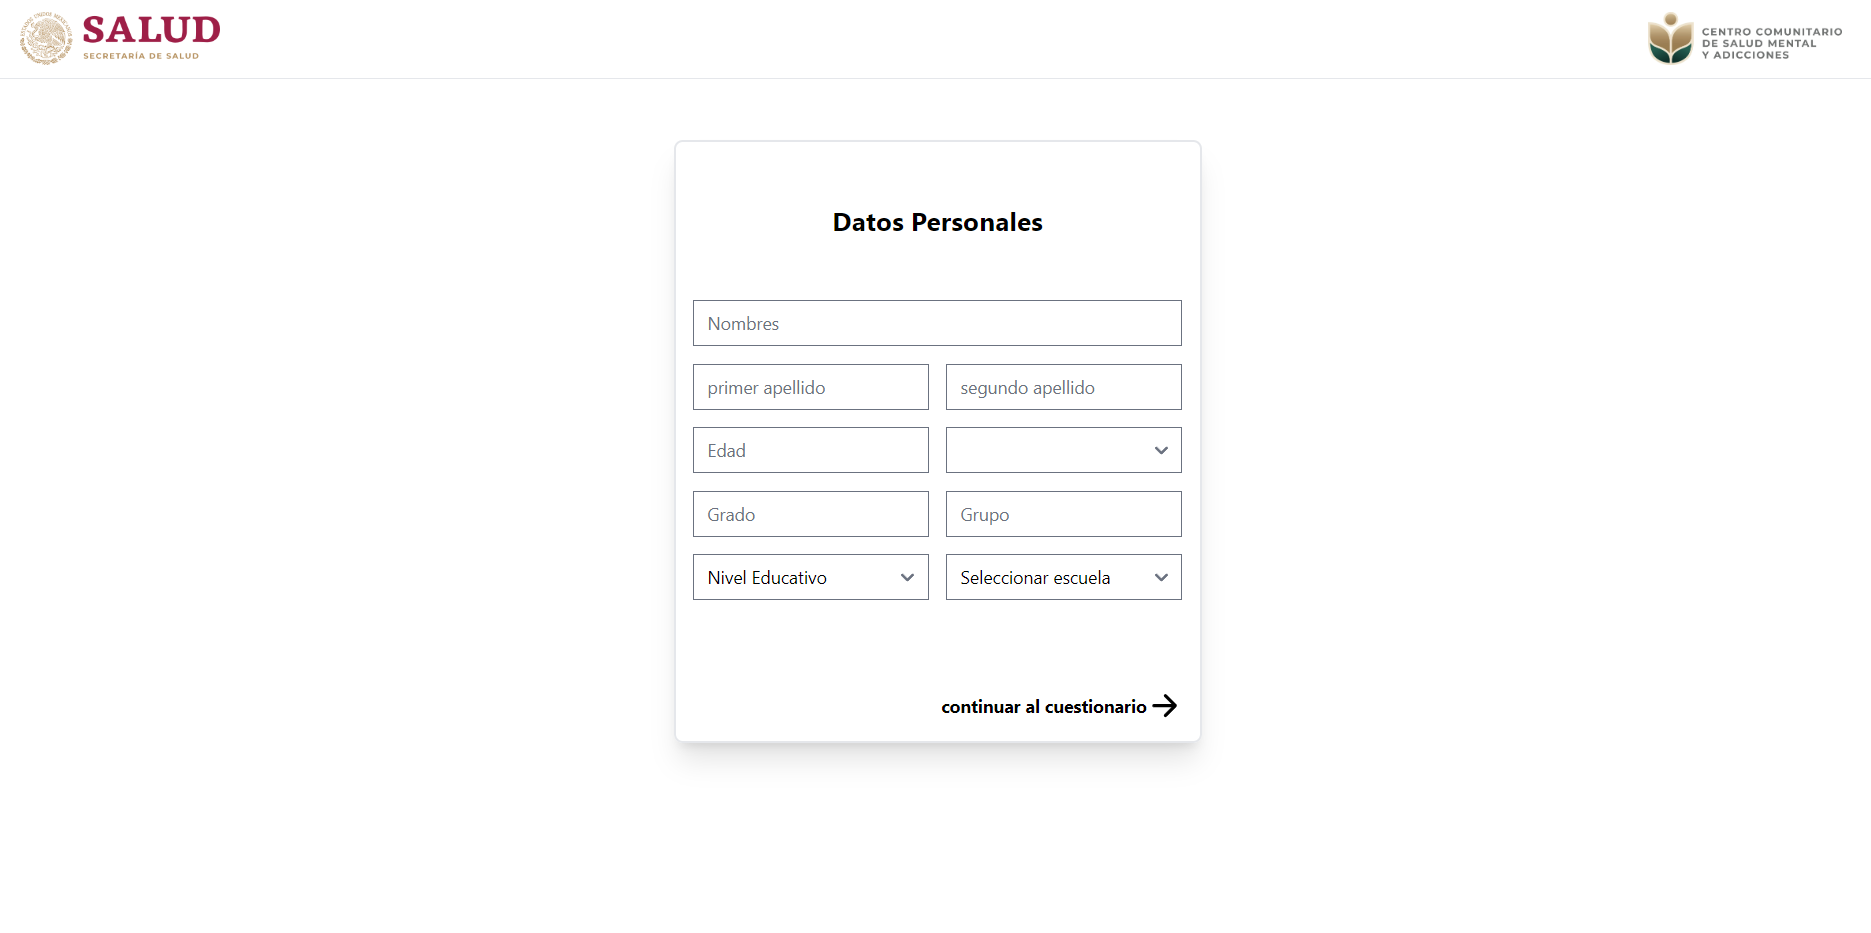 SALUD
SECRETARÍA DE SALUD
CENTRO COMUNITARIO
DE SALUD MENTAL
Y ADICCIONES
Datos Personales
Nombres
primer apellido
segundo apellido
Edad
Grado
Grupo
Nivel Educativo
Seleccionar escuela
continuar al cuestionario